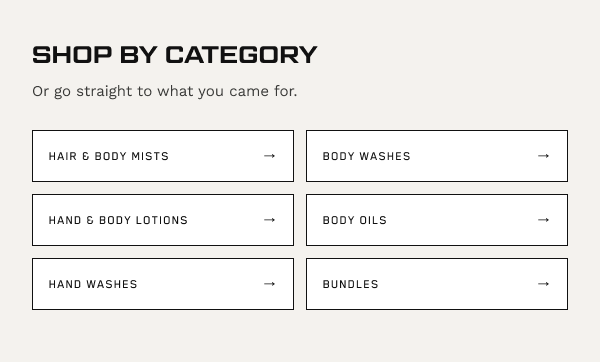 SHOP BY CATEGORY
Or go straight to what you came for.
HAIR & BODY MISTS →
BODY WASHES →
HAND & BODY LOTIONS →
BODY OILS →
HAND WASHES →
BUNDLES →